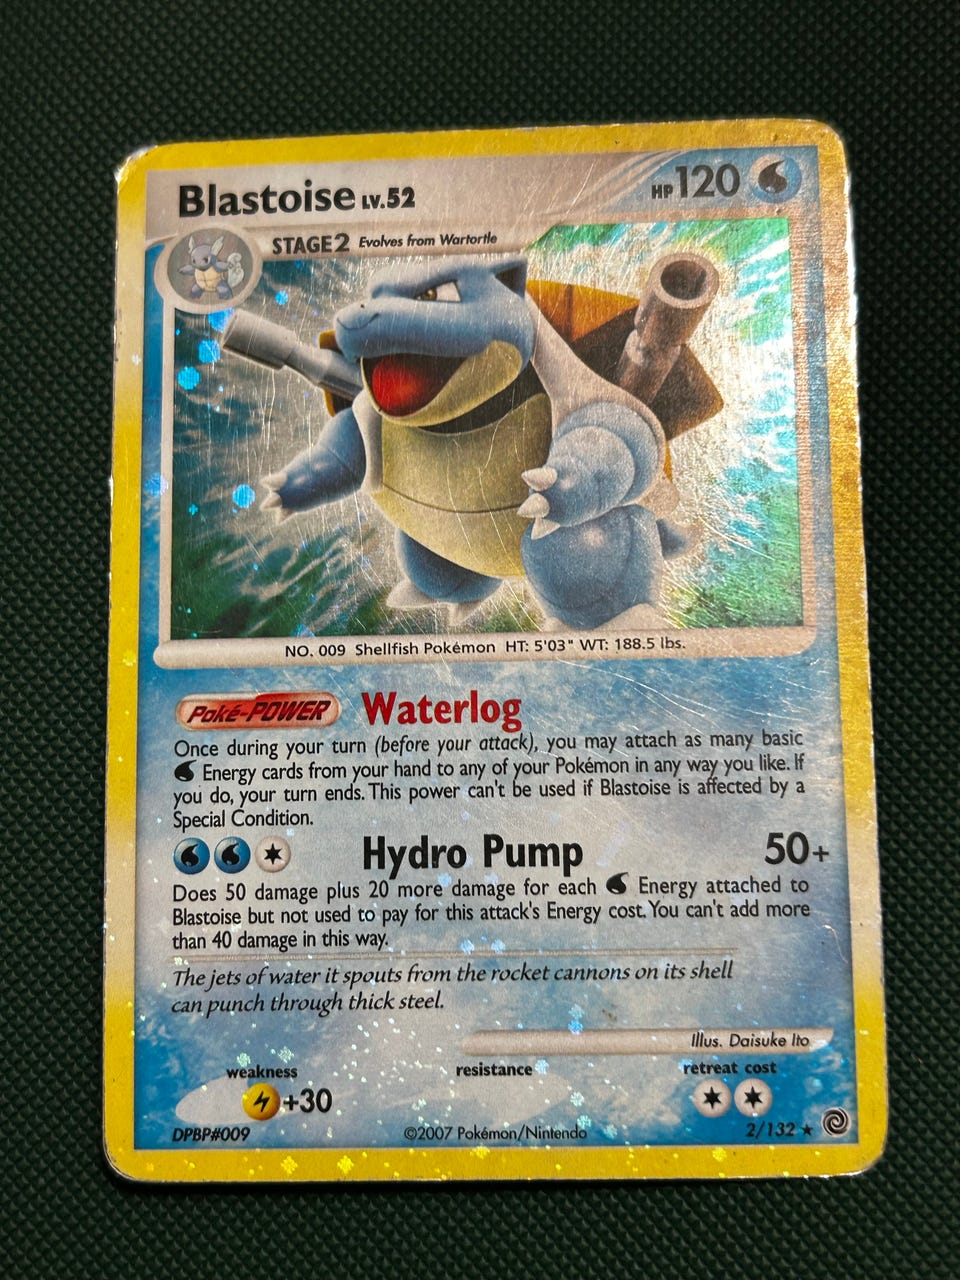 Blastoise LV.52 HP 120
STAGE2 Evolves from Wartortle
NO. 009 Shellfish Pokémon HT: 5'03" WT: 188.5 lbs.
Poké-POWER Waterlog
Once during your turn (before your attack), you may attach as many basic
Energy cards from your hand to any of your Pokémon in any way you like. If
you do, your turn ends. This power can't be used if Blastoise is affected by a
Special Condition.
Hydro Pump 50+
Does 50 damage plus 20 more damage for each Energy attached to
Blastoise but not used to pay for this attack's Energy cost. You can't add more
than 40 damage in this way.
The jets of water it spouts from the rocket cannons on its shell
can punch through thick steel.
Illus. Daisuke Ito
weakness resistance retreat cost
+30
DPBP#009 ©2007 Pokémon/Nintendo 2/132 ★